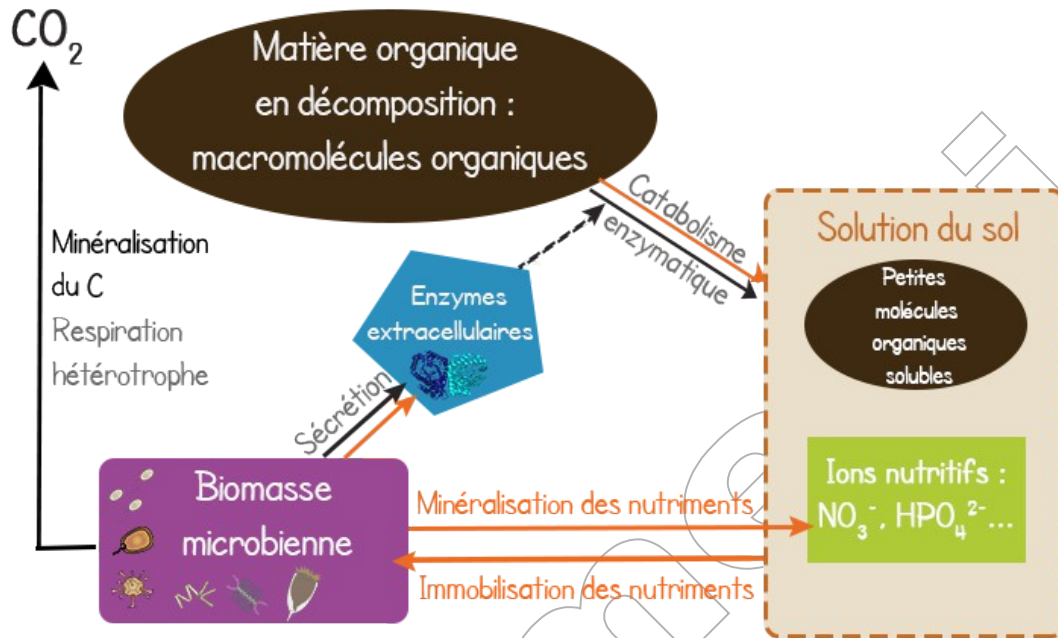 CO₂
Matière organique
en décomposition :
macromolécules organiques
Minéralisation
du C
Respiration
hétérotrophe
Enzymes
extracellulaires
Sécrétion
Catabolisme
enzymatique
Solution du sol
Petites
molécules
organiques
solubles
Ions nutritifs :
NO₃⁻, HPO₄²⁻...
Biomasse
microbienne
Minéralisation des nutriments
Immobilisation des nutriments